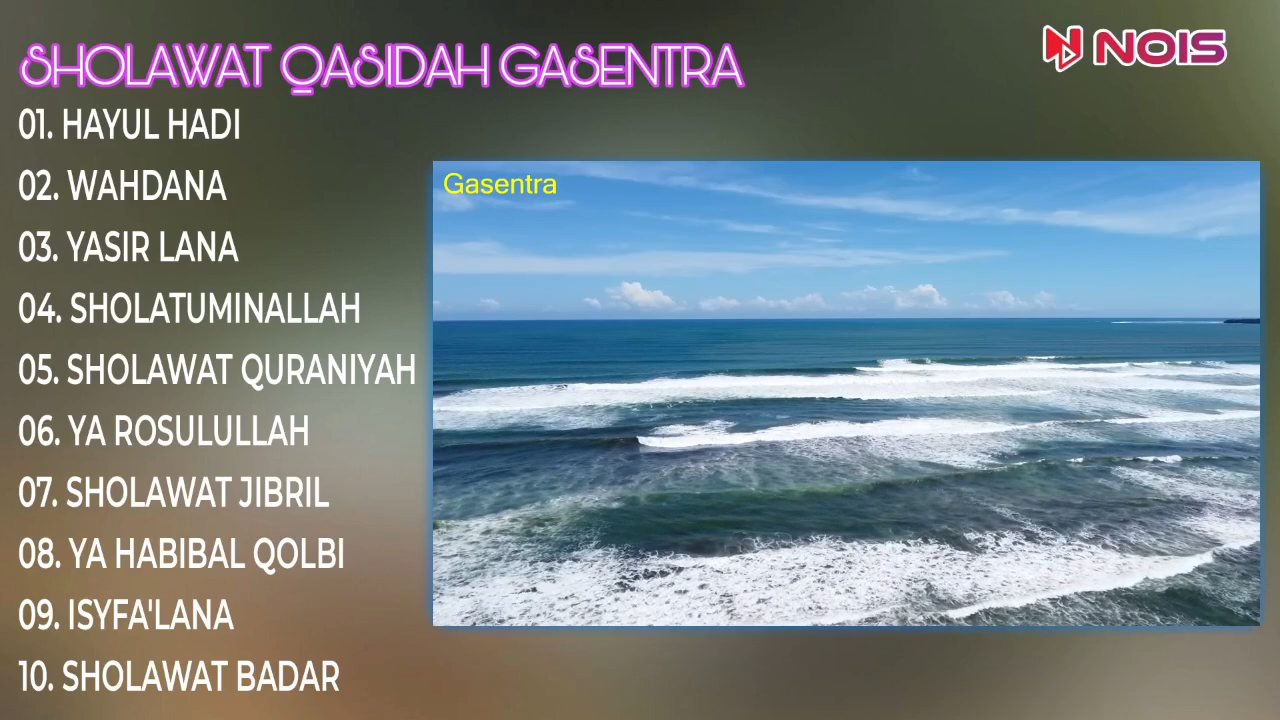 SHOLAWAT QASIDAH GASENTRA
NOIS
01. HAYUL HADI
02. WAHDANA
03. YASIR LANA
04. SHOLATUMINALLAH
05. SHOLAWAT QURANIYAH
06. YA ROSULULLAH
07. SHOLAWAT JIBRIL
08. YA HABIBAL QOLBI
09. ISYFA'LANA
10. SHOLAWAT BADAR
Gasentra